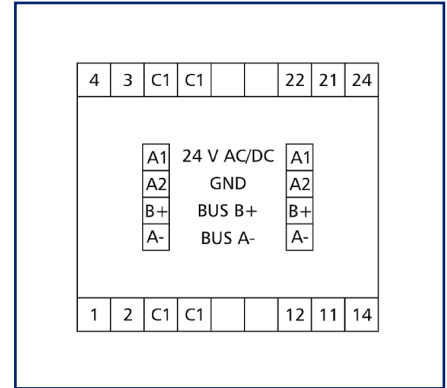 4 3 C1 C1 22 21 24
A1 24 V AC/DC A1
A2 GND A2
B+ BUS B+ B+
A- BUS A- A-
1 2 C1 C1 12 11 14